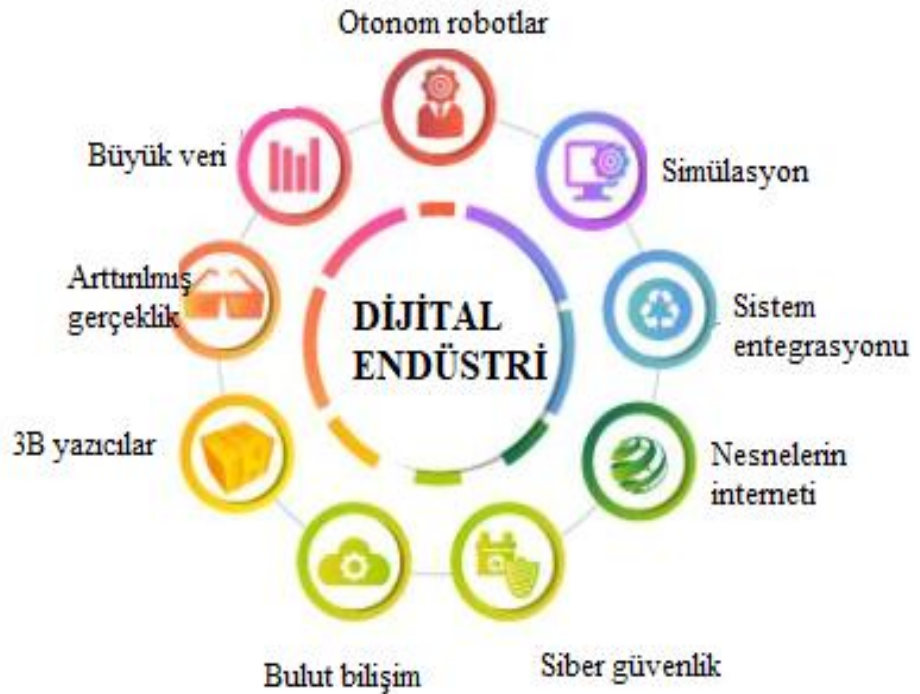 Otonom robotlar
Büyük veri
Simülasyon
Arttırılmış
gerçeklik
DİJİTAL
ENDÜSTRİ
Sistem
entegrasyonu
3B yazıcılar
Nesnelerin
interneti
Bulut bilişim
Siber güvenlik